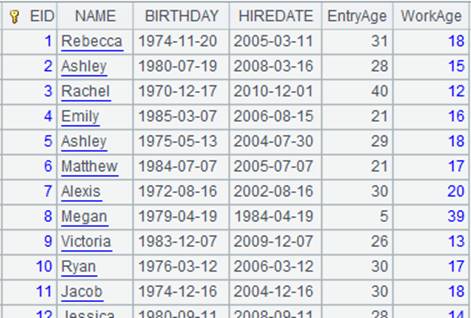 EID NAME BIRTHDAY HIREDATE EntryAge WorkAge
1 Rebecca 1974-11-20 2005-03-11 31 18
2 Ashley 1980-07-19 2008-03-16 28 15
3 Rachel 1970-12-17 2010-12-01 40 12
4 Emily 1985-03-07 2006-08-15 21 16
5 Ashley 1975-05-13 2004-07-30 29 18
6 Matthew 1984-07-07 2005-07-07 21 17
7 Alexis 1972-08-16 2002-08-16 30 20
8 Megan 1979-04-19 1984-04-19 5 39
9 Victoria 1983-12-07 2009-12-07 26 13
10 Ryan 1976-03-12 2006-03-12 30 17
11 Jacob 1974-12-16 2004-12-16 30 18
12 Jessica 1980-09-11 2008-09-11 28 14